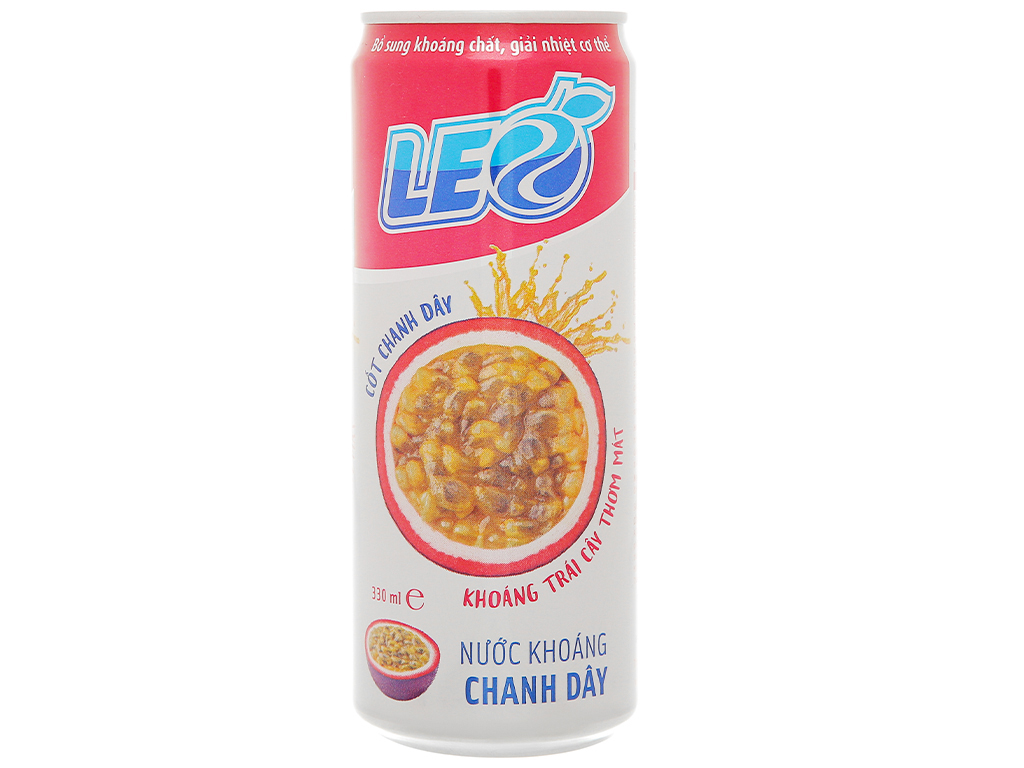 Bổ sung khoáng chất, giải nhiệt cơ thể
LEO
CỐT CHANH DÂY
KHOÁNG TRÁI CÂY THƠM MÁT
330 ml ℮
NƯỚC KHOÁNG
CHANH DÂY